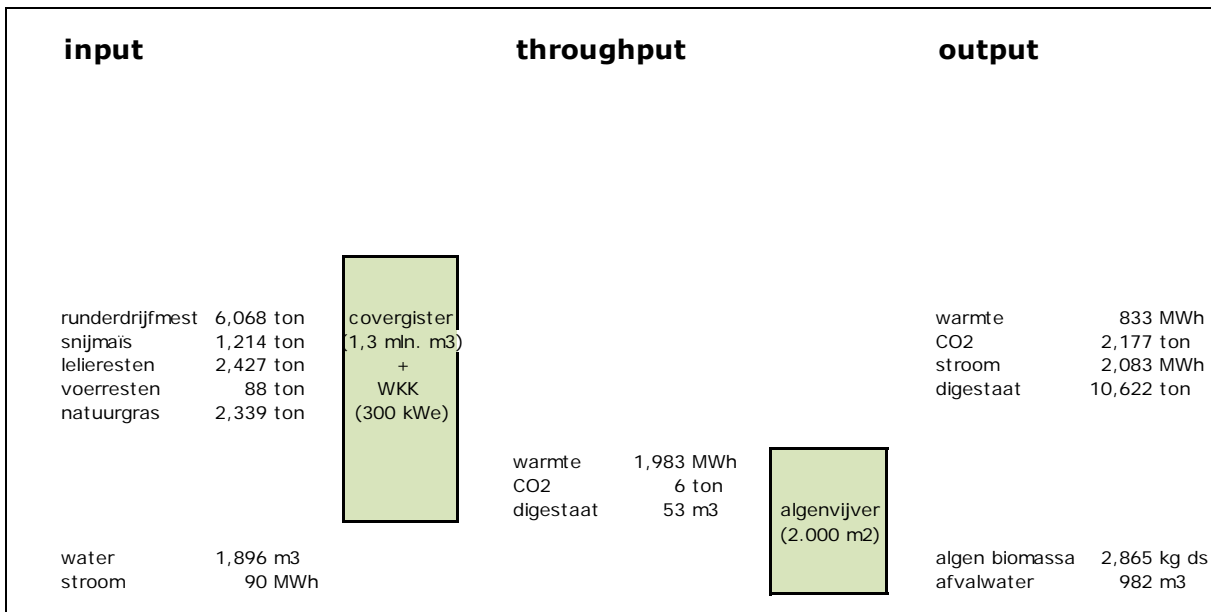 input throughput output
runderdrijfmest 6,068 ton covergister warmte 833 MWh
snijmaïs 1,214 ton (1,3 mln. m3) CO2 2,177 ton
lelieresten 2,427 ton + stroom 2,083 MWh
voerresten 88 ton WKK digestaat 10,622 ton
natuurgras 2,339 ton (300 kWe)
warmte 1,983 MWh
CO2 6 ton
digestaat 53 m3 algenvijver
(2.000 m2)
water 1,896 m3 algen biomassa 2,865 kg ds
stroom 90 MWh afvalwater 982 m3